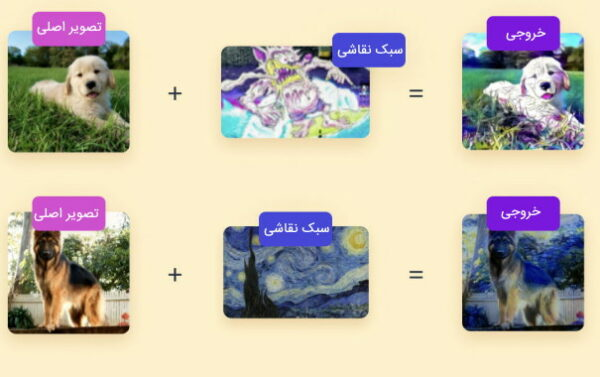 تصویر اصلی
+
سبک نقاشی
=
خروجی
تصویر اصلی
+
سبک نقاشی
=
خروجی